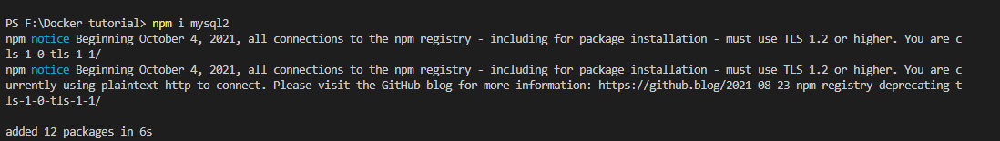 PS F:\Docker tutorial> npm i mysql2
npm notice Beginning October 4, 2021, all connections to the npm registry - including for package installation - must use TLS 1.2 or higher. You are c
ls-1-0-tls-1-1/
npm notice Beginning October 4, 2021, all connections to the npm registry - including for package installation - must use TLS 1.2 or higher. You are c
urrently using plaintext http to connect. Please visit the GitHub blog for more information: https://github.blog/2021-08-23-npm-registry-deprecating-t
ls-1-0-tls-1-1/
added 12 packages in 6s